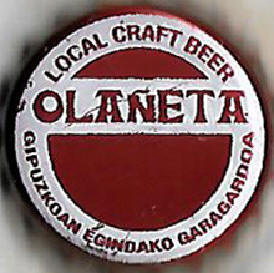 LOCAL CRAFT BEER
OLAÑETA
GIPUZKOAN EGINDAKO GARAGARDOA